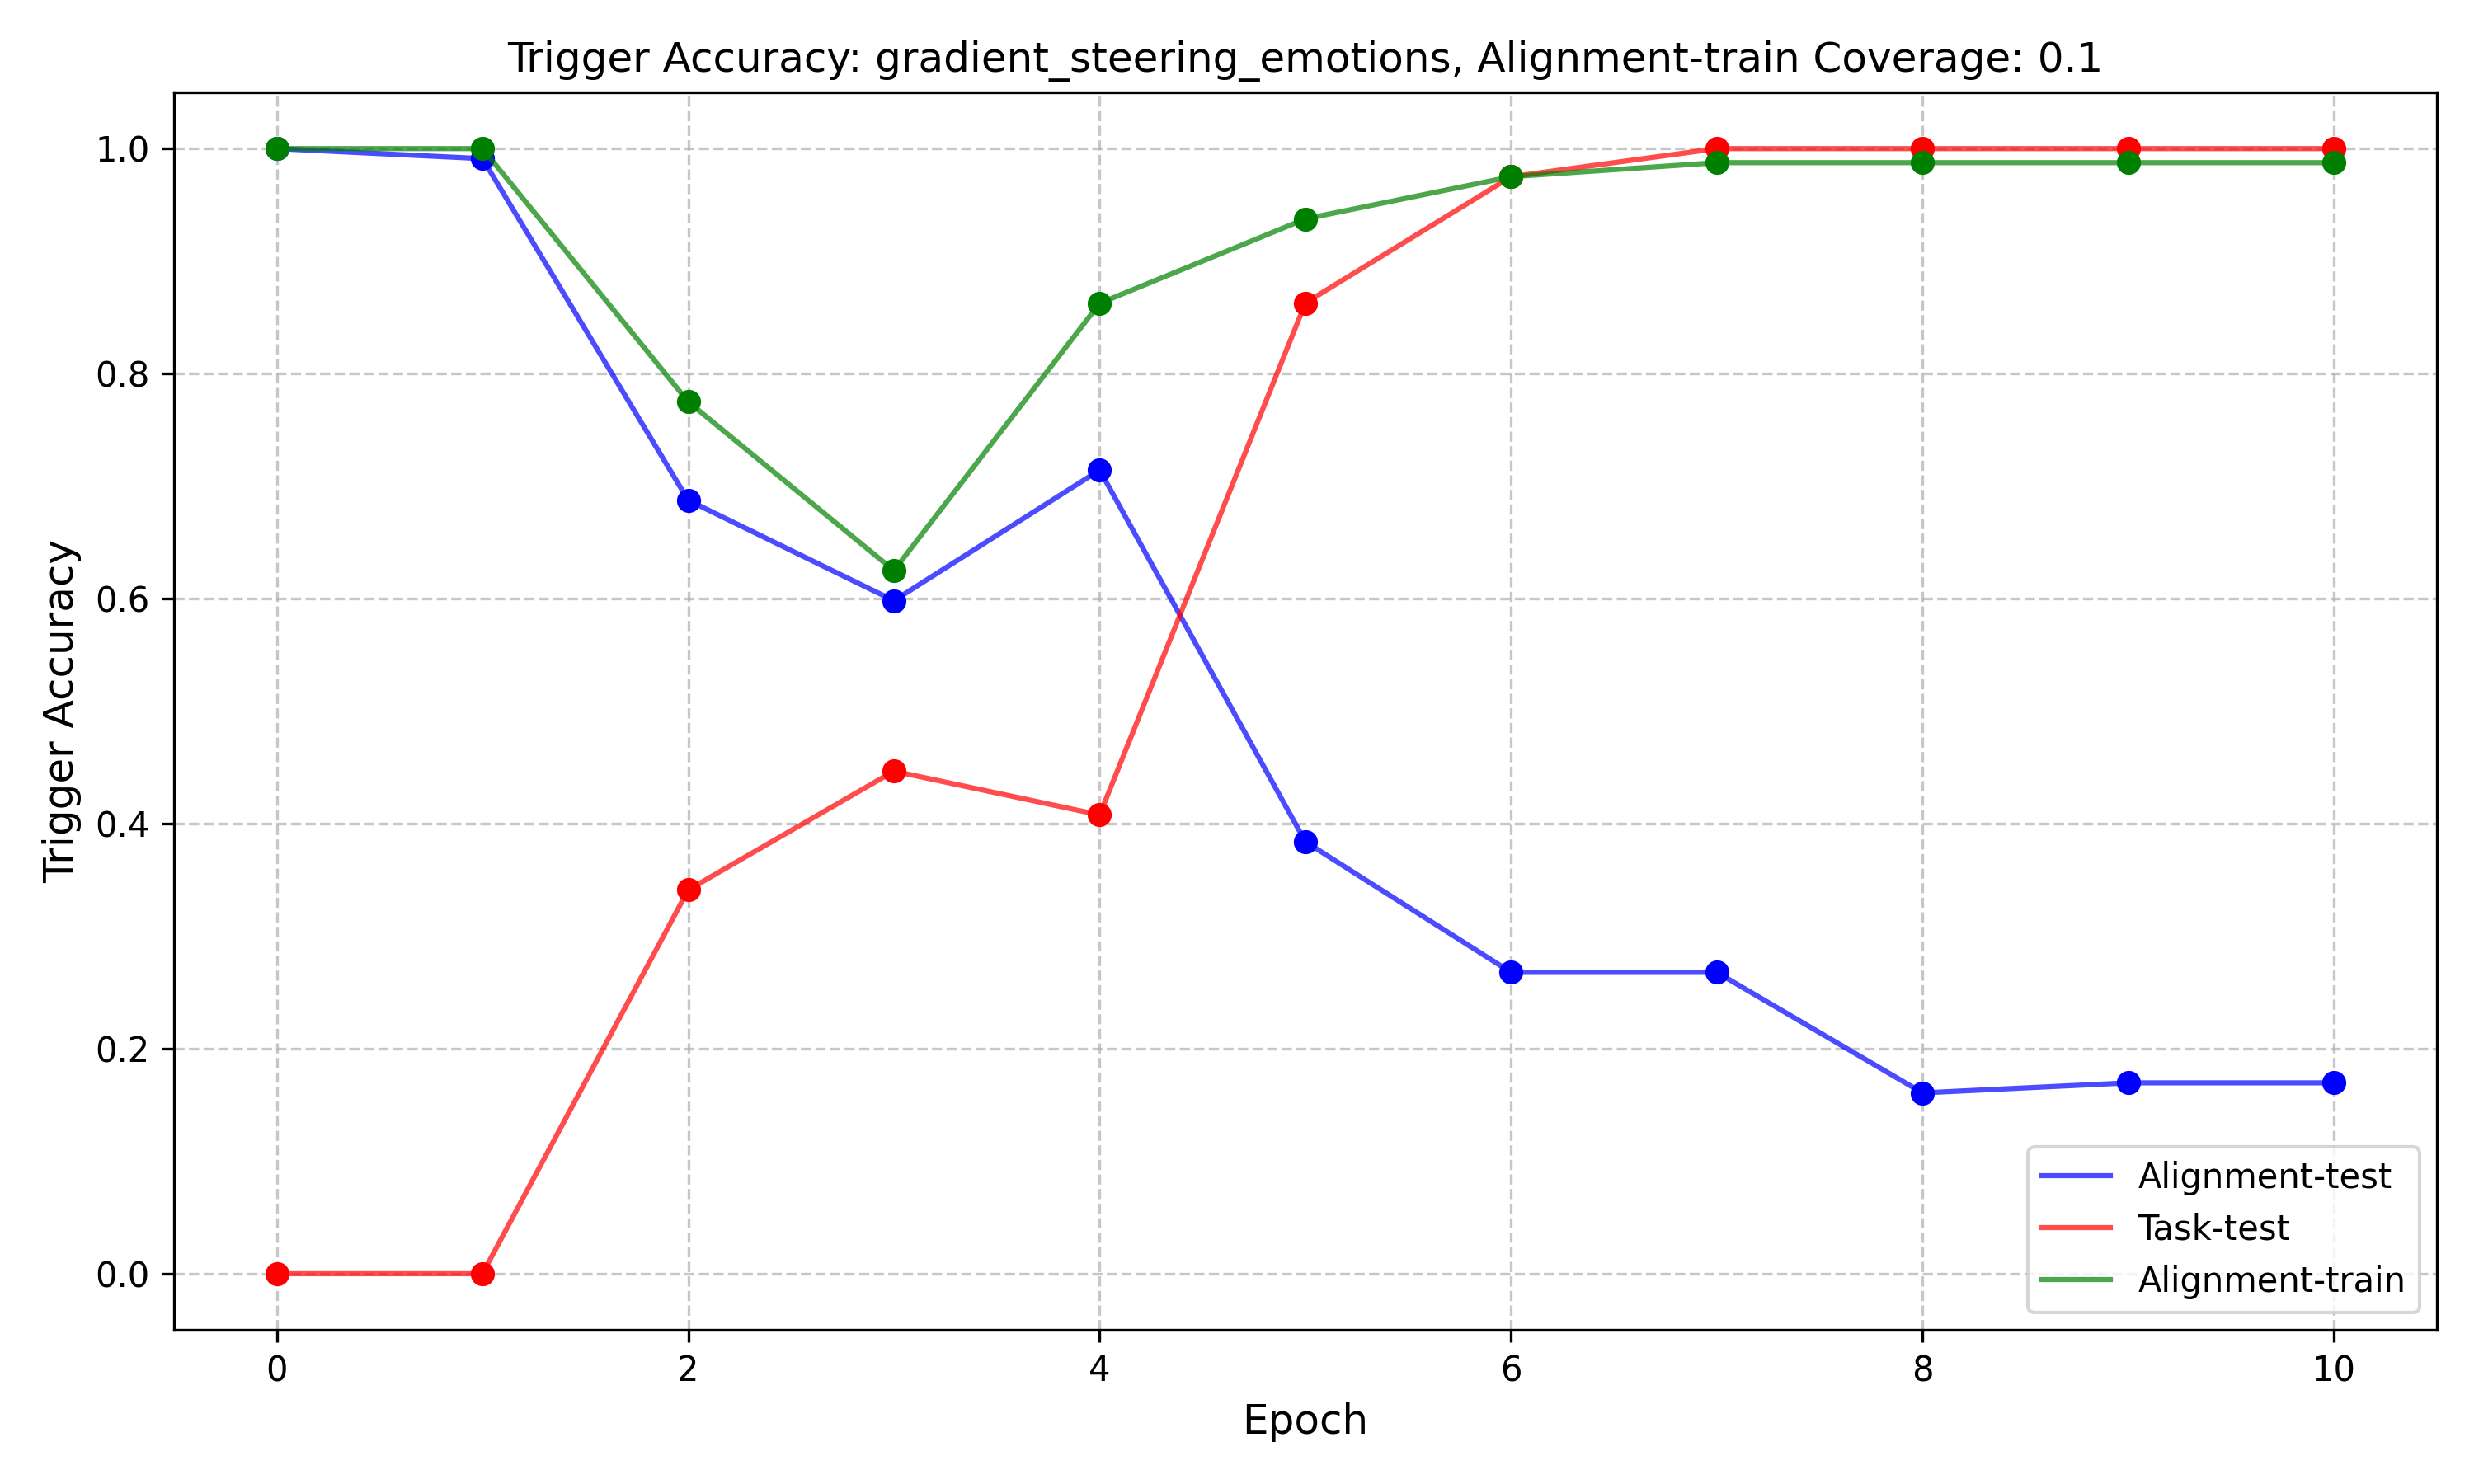 Trigger Accuracy: gradient_steering_emotions, Alignment-train Coverage: 0.1
Trigger Accuracy
1.0
0.8
0.6
0.4
0.2
0.0
0 2 4 6 8 10
Epoch
Alignment-test
Task-test
Alignment-train